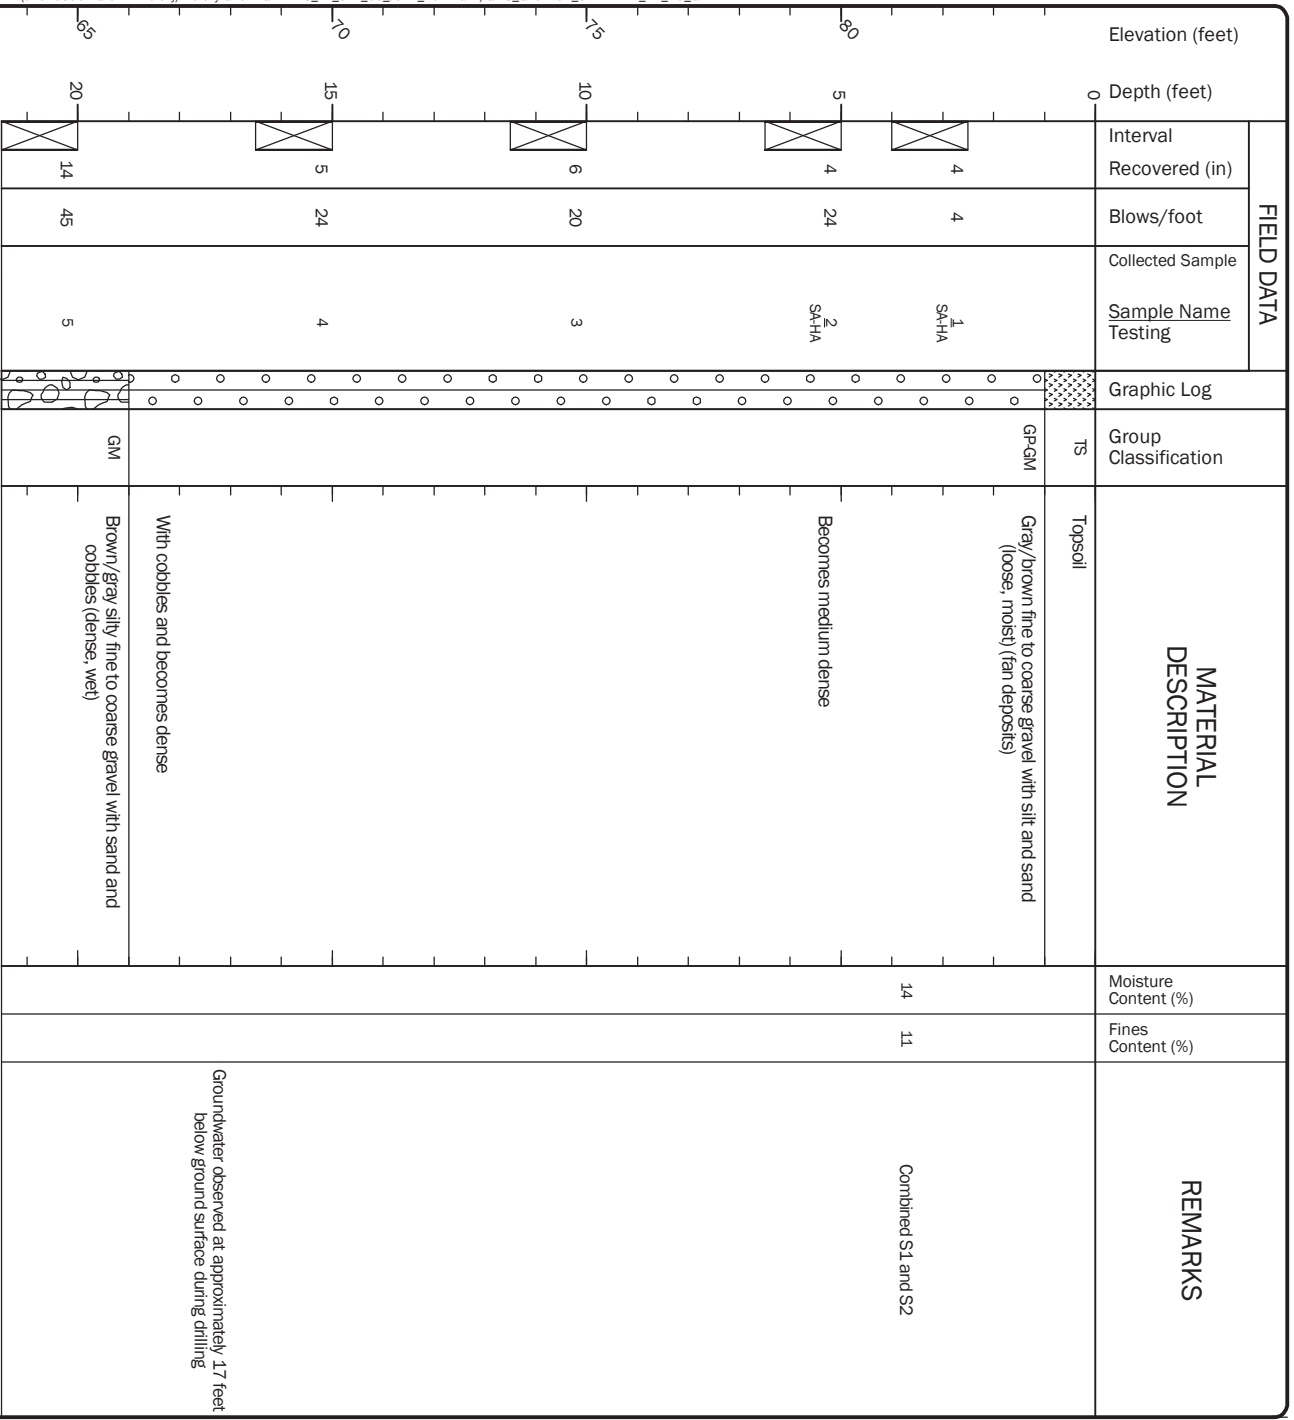 Elevation (feet)
80
75
70
65
Depth (feet)
0
5
10
15
20
FIELD DATA
Interval
Recovered (in)
4
4
6
5
14
Blows/foot
4
24
20
24
45
Collected Sample
Sample Name
Testing
1
SA-HA
2
SA-HA
3
4
5
Graphic Log
Group
Classification
TS
GP-GM
GM
MATERIAL
DESCRIPTION
Topsoil
Gray/brown fine to coarse gravel with silt and sand
(loose, moist) (fan deposits)
Becomes medium dense
With cobbles and becomes dense
Brown/gray silty fine to coarse gravel with sand and
cobbles (dense, wet)
Moisture
Content (%)
14
Fines
Content (%)
11
REMARKS
Combined S1 and S2
Groundwater observed at approximately 17 feet
below ground surface during drilling